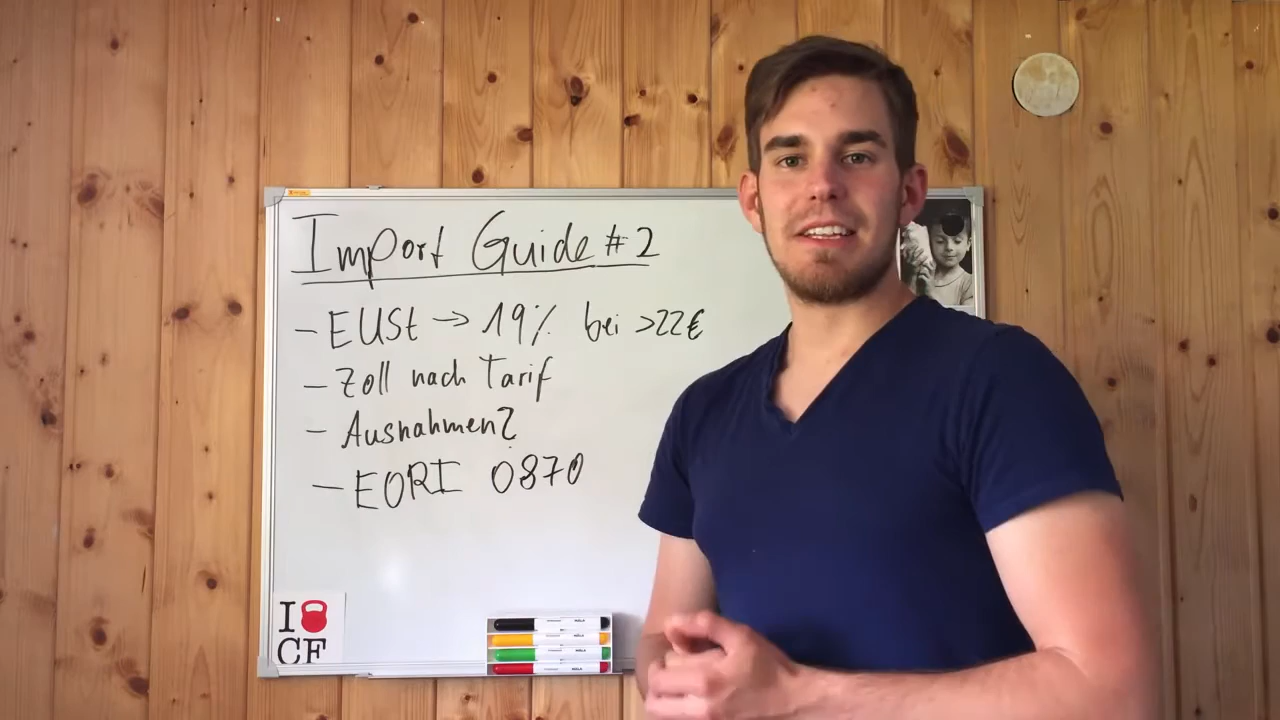 Import Guide #2
- EUSt → 19% bei >22€
- Zoll nach Tarif
- Ausnahmen?
- EORI 0870
I
CF